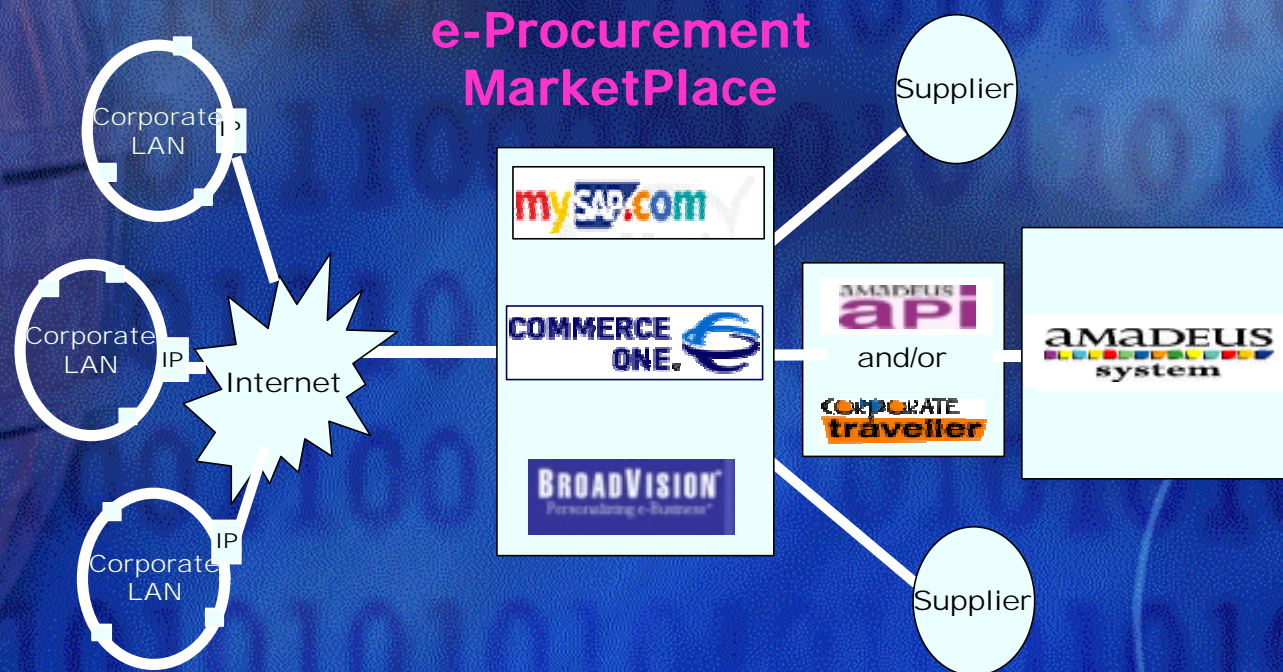 e-Procurement
MarketPlace
Supplier
Corporate
LAN
IP
mySAP.com
Corporate
LAN
IP
Internet
COMMERCE
ONE.
AMADEUS
API
and/or
CORPORATE
traveller
AMADEUS
system
BROADVISION
Personalizing e-Business
Corporate
LAN
IP
Supplier